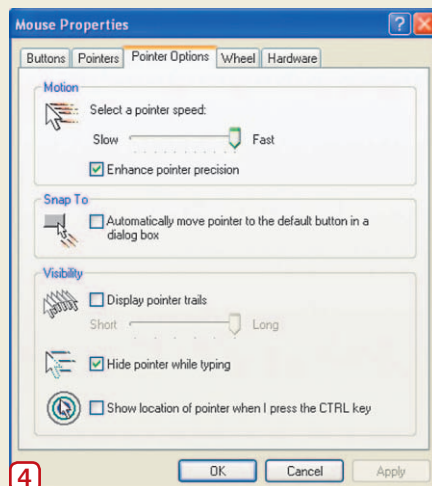 Mouse Properties
Buttons Pointers Pointer Options Wheel Hardware
Motion
Select a pointer speed:
Slow Fast
Enhance pointer precision
Snap To
Automatically move pointer to the default button in a
dialog box
Visibility
Display pointer trails
Short Long
Hide pointer while typing
Show location of pointer when I press the CTRL key
4
OK Cancel Apply